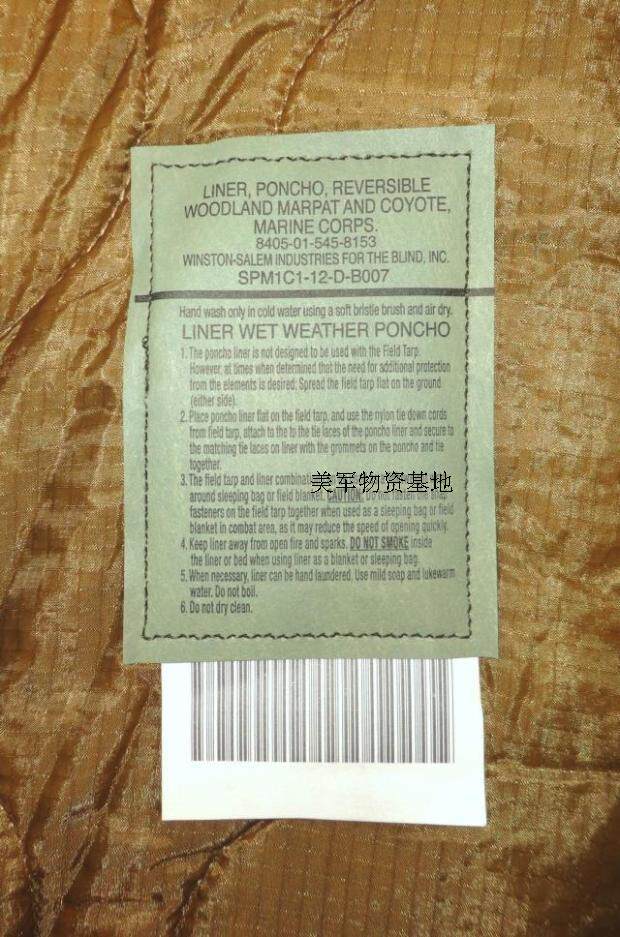 LINER, PONCHO, REVERSIBLE
WOODLAND MARPAT AND COYOTE,
MARINE CORPS.
8405-01-545-8153
WINSTON-SALEM INDUSTRIES FOR THE BLIND, INC.
SPM1C1-12-D-B007
Hand wash only in cold water using a soft bristle brush and air dry.
LINER WET WEATHER PONCHO
1. The poncho liner is not designed to be used with the Field Tarp.
However, at times when determined that the need for additional protection
from the elements is desired; Spread the field tarp flat on the ground
(either side).
2. Place poncho liner flat on the field tarp, and use the nylon tie down cords
from field tarp, attach the to the tie laces of the poncho liner and secure to
the matching tie laces on liner with the grommets on the poncho and tie
together.
3. The field tarp and liner
美军物资基地
around sleeping bag or field blanket. CAUTION: Do not fasten the snap
fasteners on the field tarp together when used as a sleeping bag or field
blanket in combat area, as it may reduce the speed of opening quickly.
4. Keep liner away from open fire and sparks. DO NOT SMOKE inside
the liner or bed when using liner as a blanket or sleeping bag.
5. When necessary, liner can be hand laundered. Use mild soap and lukewarm
water. Do not boil.
6. Do not dry clean.